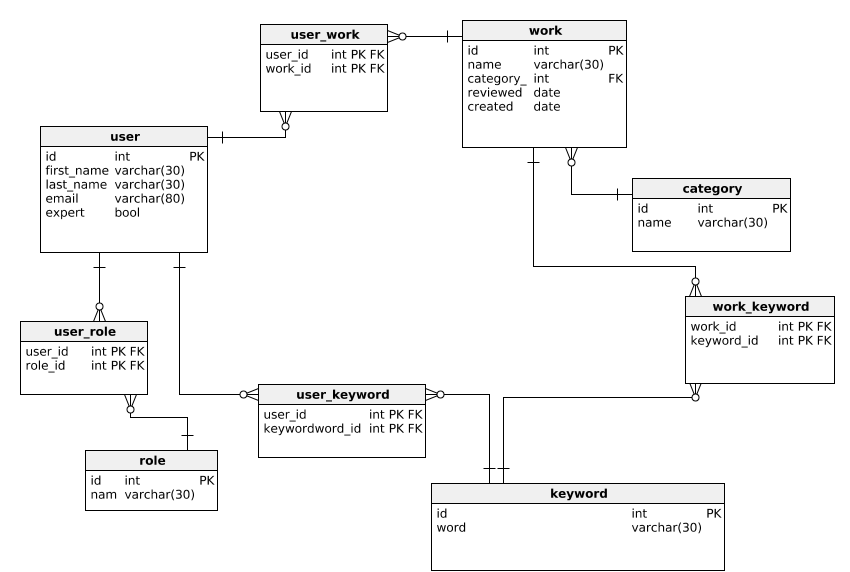 user_work
user_id int PK FK
work_id int PK FK
work
id int PK
name varchar(30)
category_ int FK
reviewed date
created date
user
id int PK
first_name varchar(30)
last_name varchar(30)
email varchar(80)
expert bool
category
id int PK
name varchar(30)
work_keyword
work_id int PK FK
keyword_id int PK FK
user_role
user_id int PK FK
role_id int PK FK
user_keyword
user_id int PK FK
keywordword_id int PK FK
role
id int PK
nam varchar(30)
keyword
id int PK
word varchar(30)